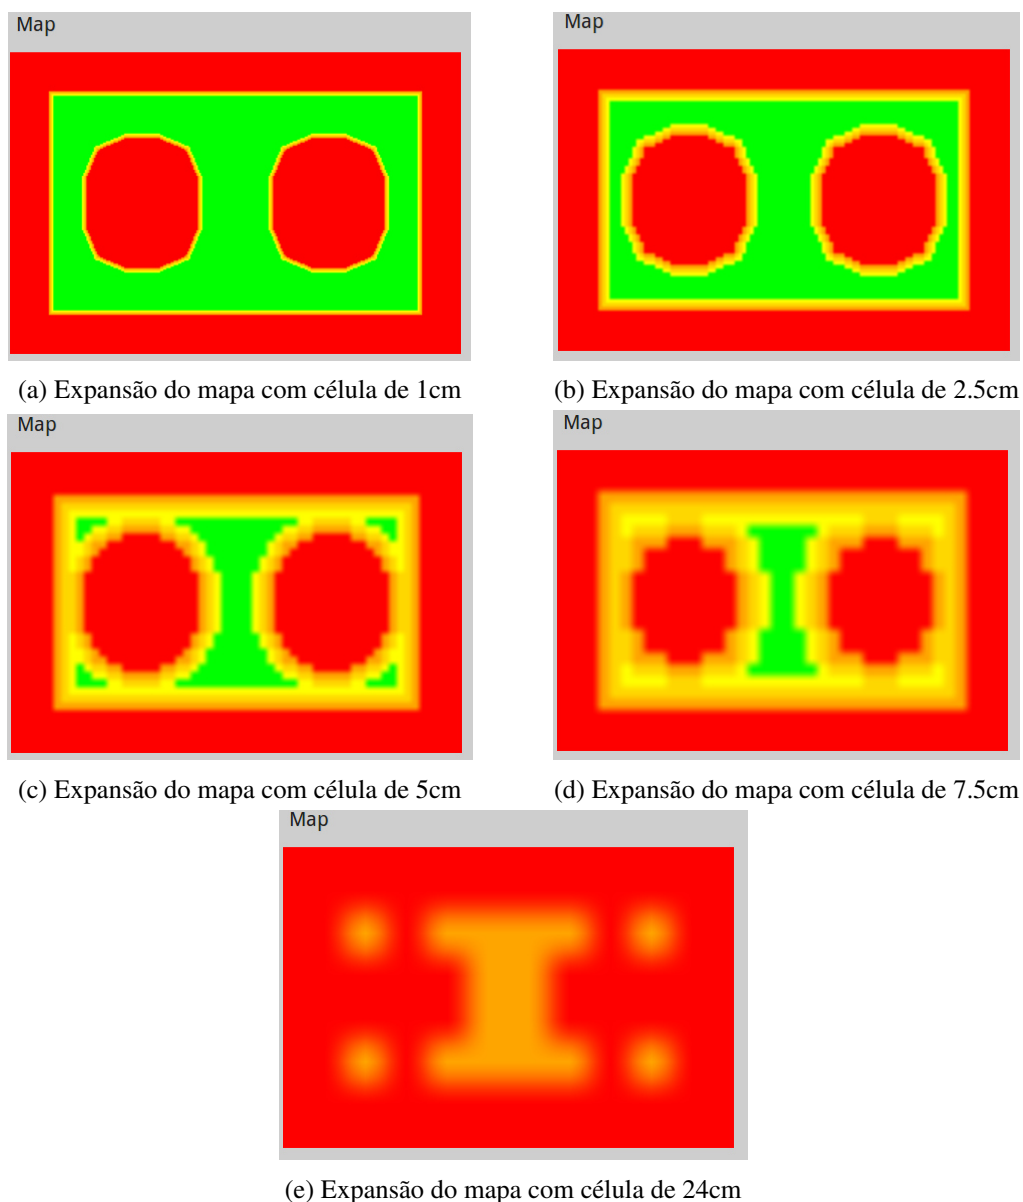 Map
Map
(a) Expansão do mapa com célula de 1cm
(b) Expansão do mapa com célula de 2.5cm
Map
Map
(c) Expansão do mapa com célula de 5cm
(d) Expansão do mapa com célula de 7.5cm
Map
(e) Expansão do mapa com célula de 24cm